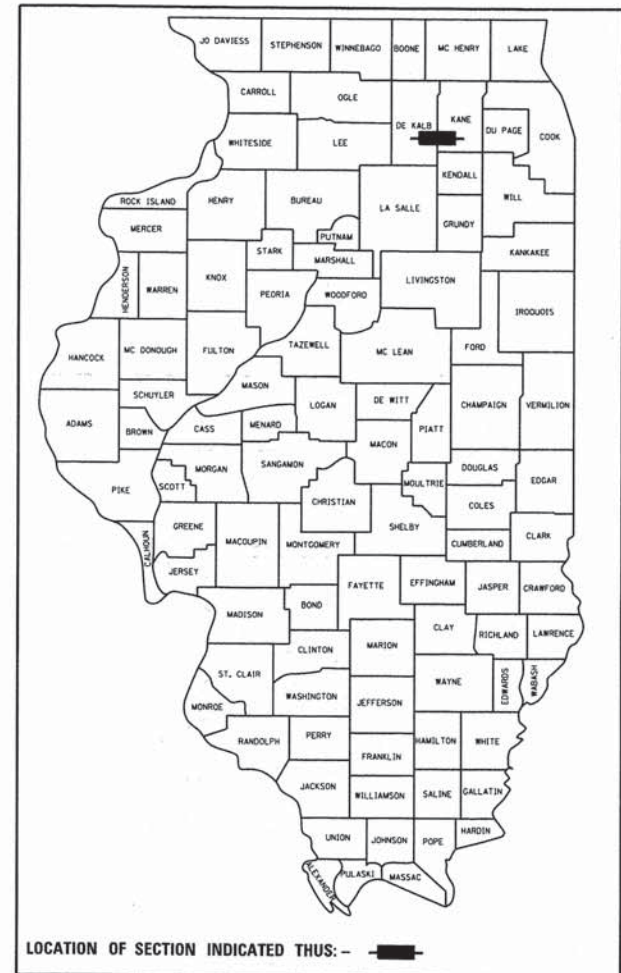 JO DAVIESS STEPHENSON WINNEBAGO BOONE MC HENRY LAKE
CARROLL OGLE DE KALB KANE DU PAGE COOK
WHITESIDE LEE
KENDALL
ROCK ISLAND HENRY BUREAU LA SALLE WILL
MERCER PUTNAM GRUNDY
STARK MARSHALL KANKAKEE
HENDERSON WARREN KNOX PEORIA WOODFORD LIVINGSTON
IROQUOIS
HANCOCK MC DONOUGH FULTON TAZEWELL MC LEAN FORD
MASON
SCHUYLER LOGAN DE WITT CHAMPAIGN VERMILION
ADAMS BROWN CASS MENARD PIATT
MACON
MORGAN SANGAMON DOUGLAS
PIKE SCOTT CHRISTIAN MOULTRIE EDGAR
COLES
GREENE MACOUPIN SHELBY
CALHOUN MONTGOMERY CUMBERLAND CLARK
JERSEY
FAYETTE EFFINGHAM JASPER CRAWFORD
MADISON BOND
CLAY RICHLAND LAWRENCE
CLINTON MARION
ST. CLAIR WAYNE EDWARDS WABASH
WASHINGTON JEFFERSON
MONROE
RANDOLPH PERRY HAMILTON WHITE
FRANKLIN
JACKSON WILLIAMSON SALINE GALLATIN
HARDIN
UNION JOHNSON POPE
ALEXANDER PULASKI MASSAC
LOCATION OF SECTION INDICATED THUS: -